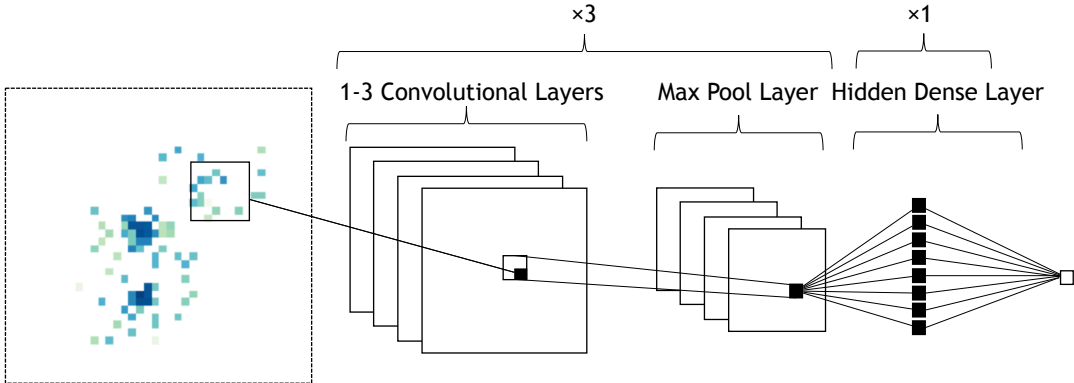 ×3
×1
1-3 Convolutional Layers
Max Pool Layer
Hidden Dense Layer